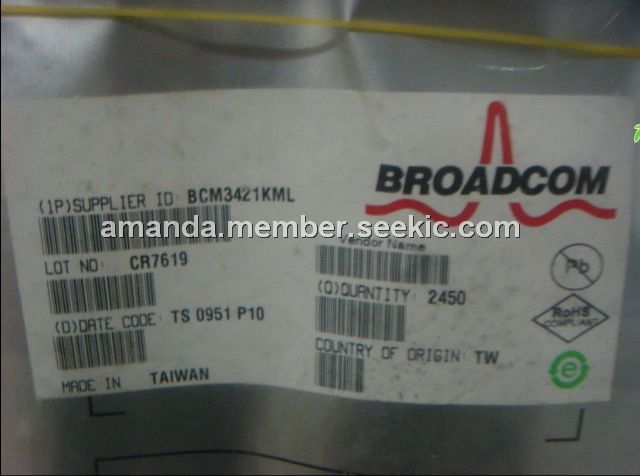 BROADCOM
(1P)SUPPLIER ID: BCM3421KML
amanda.member.seekic.com
Vendor Name
LOT NO: CR7619
Pb
(Q)QUANTITY: 2450
(D)DATE CODE: TS 0951 P10
RoHS
COMPLIANT
COUNTRY OF ORIGIN: TW
MADE IN TAIWAN
e